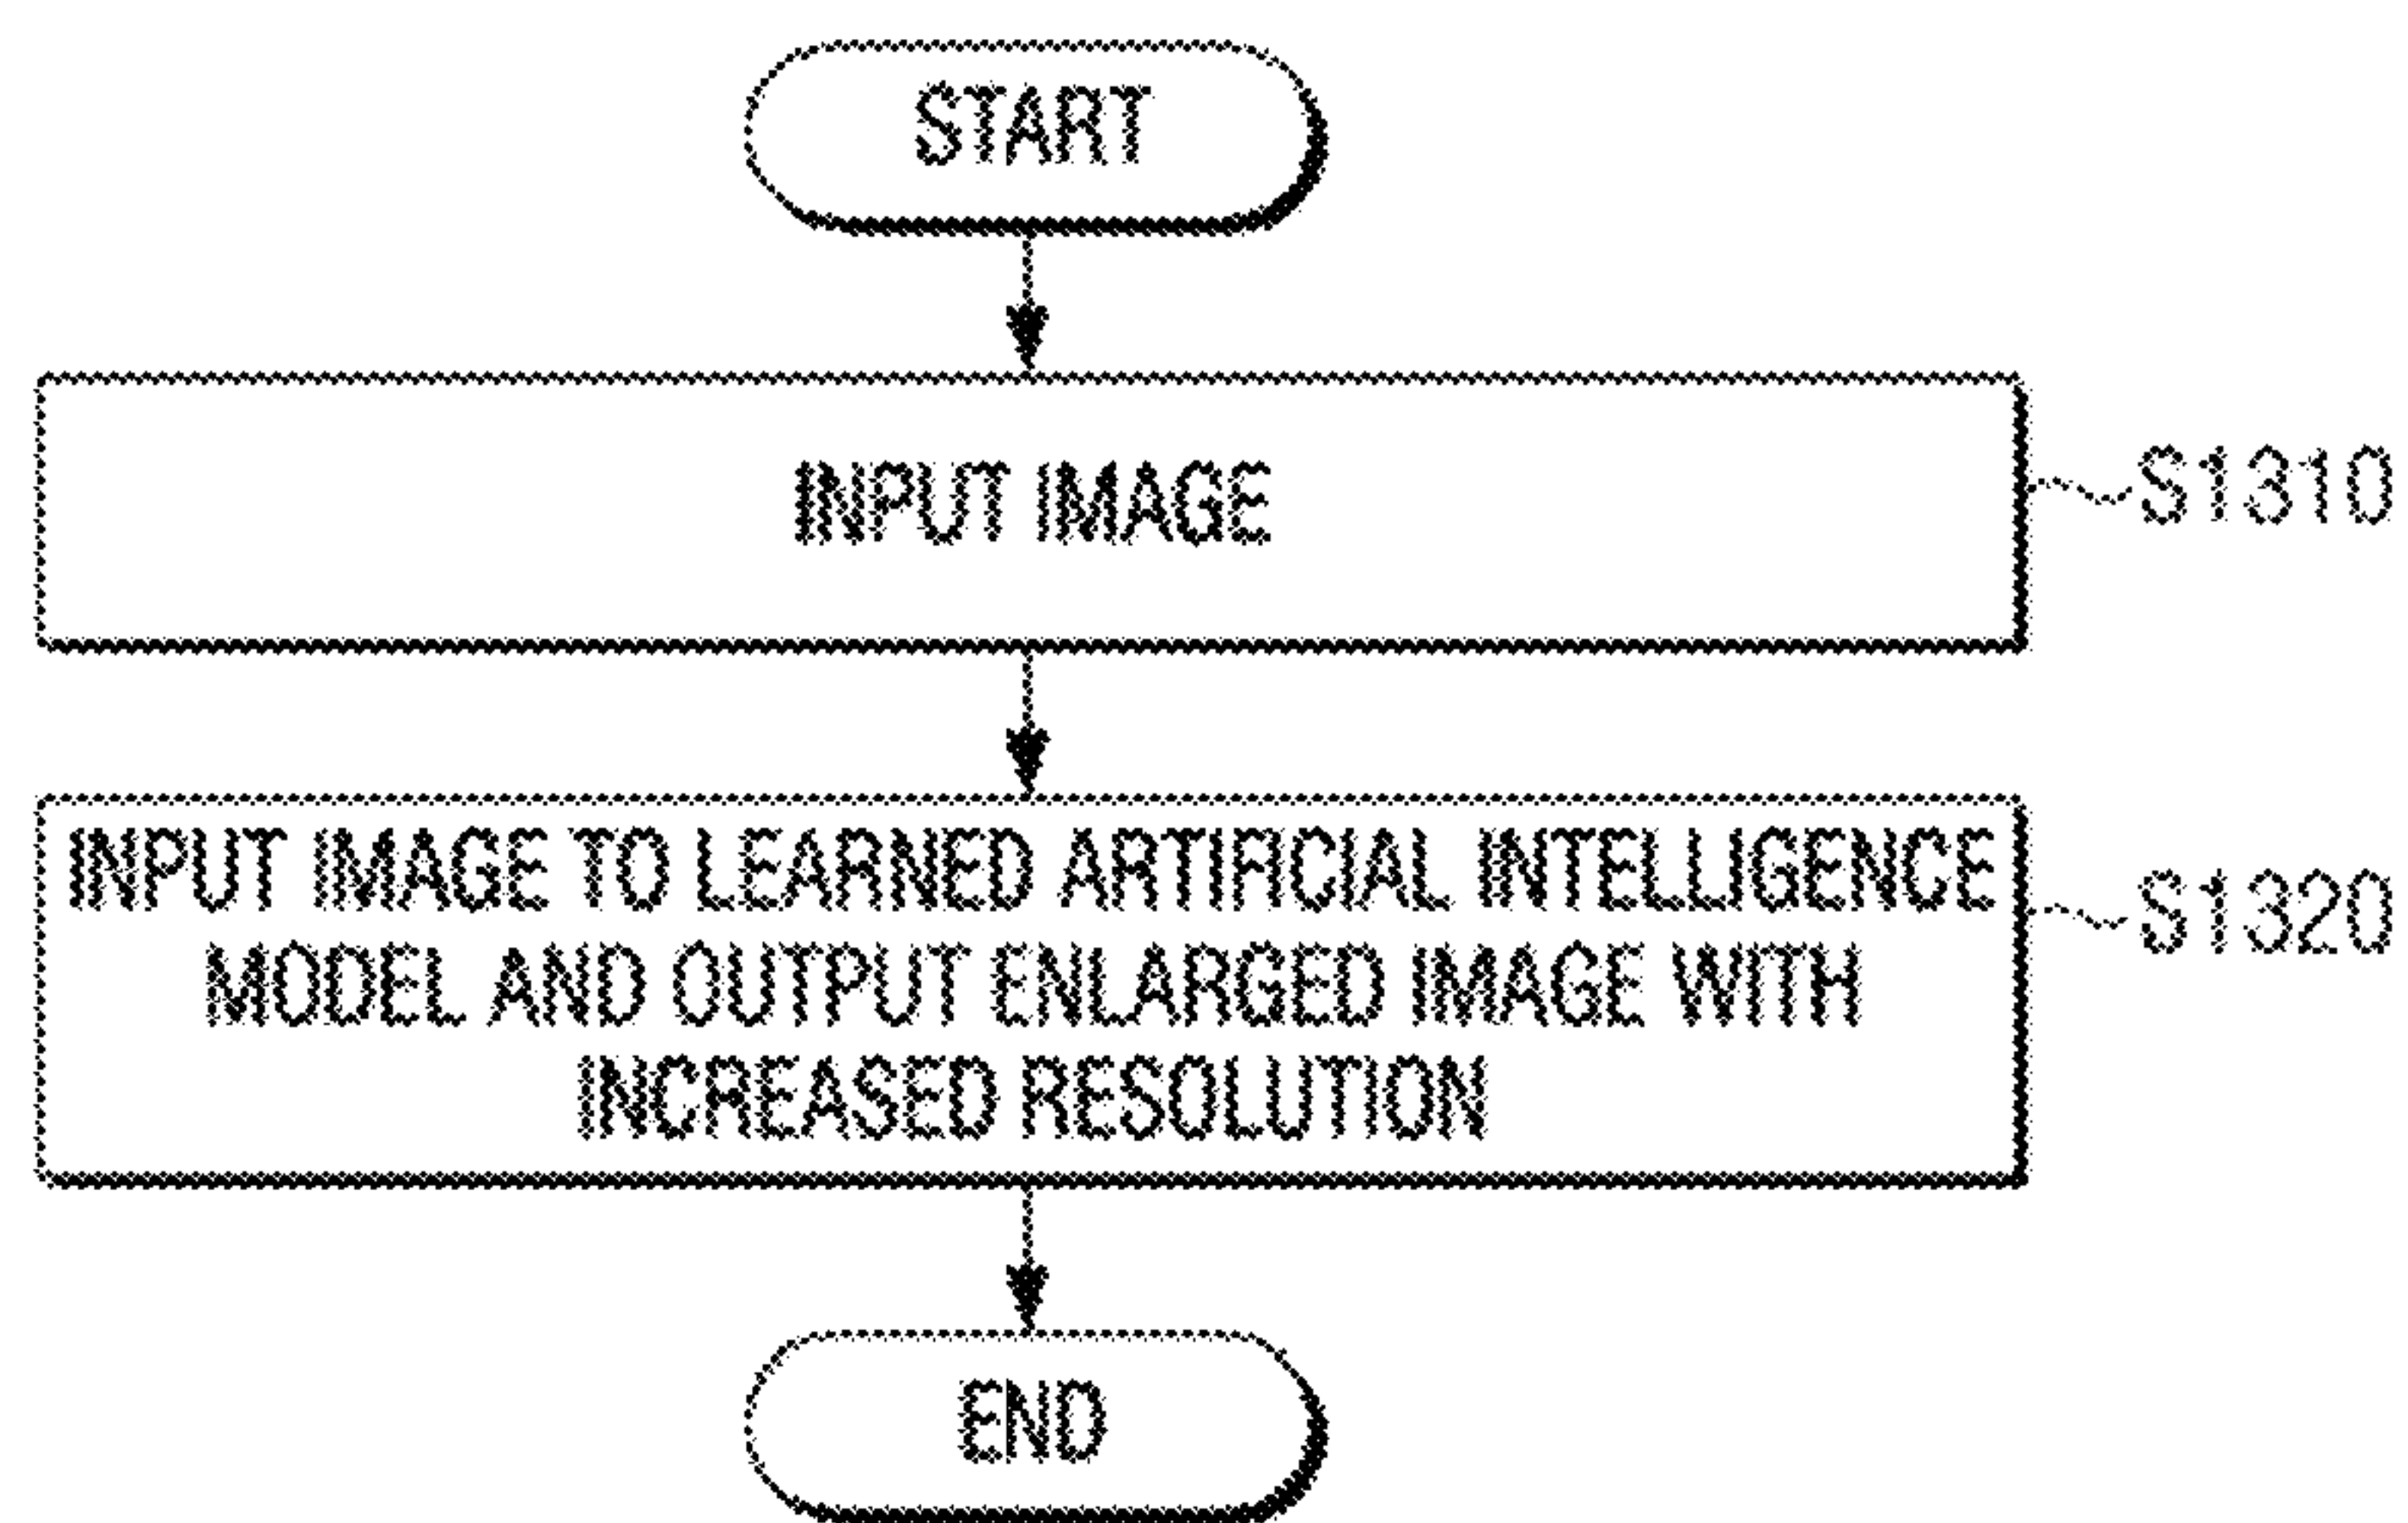 START
INPUT IMAGE
S1310
INPUT IMAGE TO LEARNED ARTIFICIAL INTELLIGENCE
S1320
MODEL AND OUTPUT ENLARGED IMAGE WITH
INCREASED RESOLUTION
END